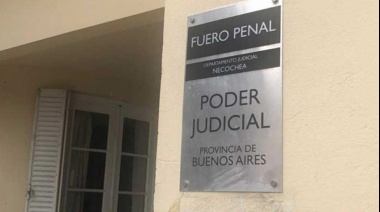 FUERO PENAL
DEPARTAMENTO JUDICIAL
NECOCHEA
PODER
JUDICIAL
PROVINCIA DE
BUENOS AIRES